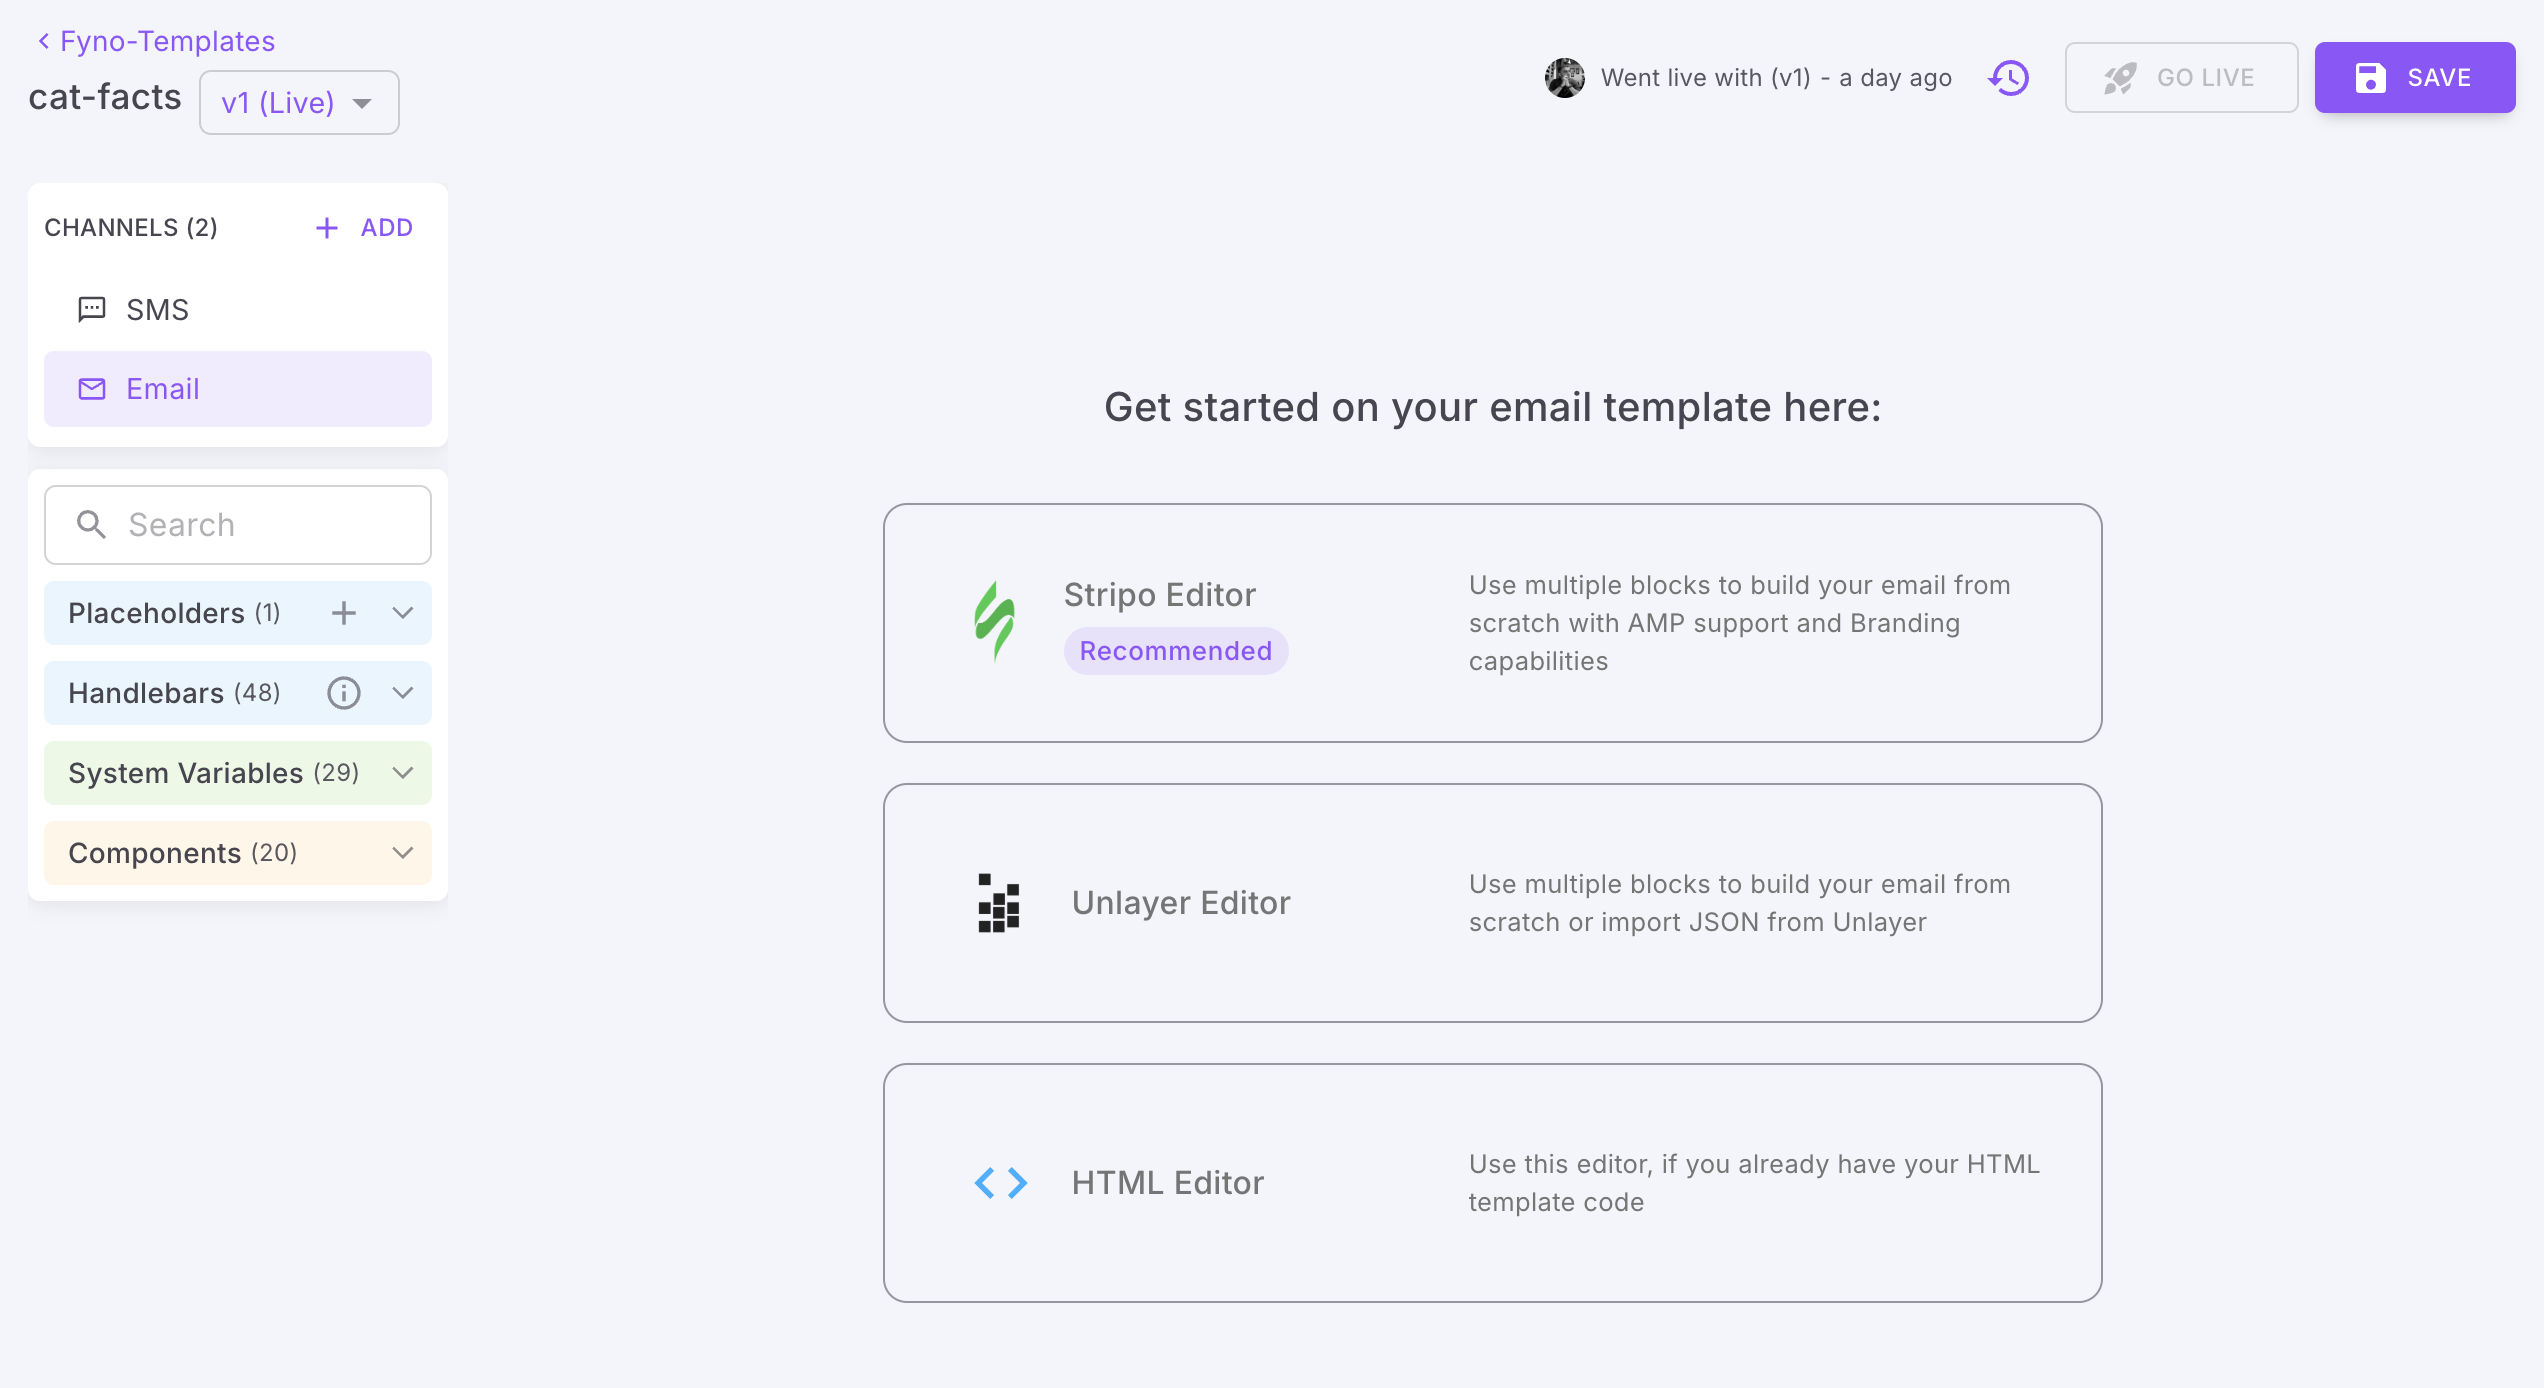 Fyno-Templates
cat-facts
v1 (Live)
Went live with (v1) - a day ago
GO LIVE
SAVE
CHANNELS (2)
ADD
SMS
Email
Search
Placeholders (1)
Handlebars (48)
System Variables (29)
Components (20)
Get started on your email template here:
Stripo Editor
Recommended
Use multiple blocks to build your email from
scratch with AMP support and Branding
capabilities
Unlayer Editor
Use multiple blocks to build your email from
scratch or import JSON from Unlayer
HTML Editor
Use this editor, if you already have your HTML
template code